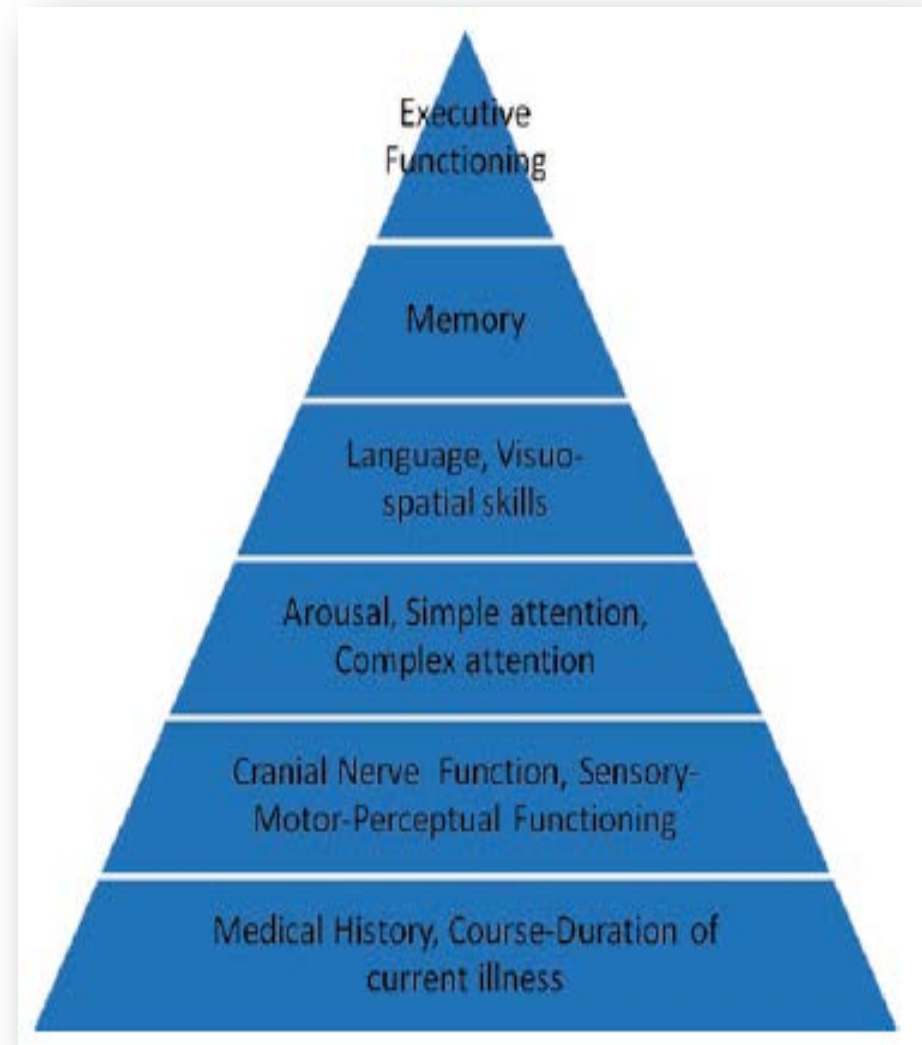 Executive
Functioning
Memory
Language, Visuo-
spatial skills
Arousal, Simple attention,
Complex attention
Cranial Nerve Function, Sensory-
Motor-Perceptual Functioning
Medical History, Course-Duration of
current illness